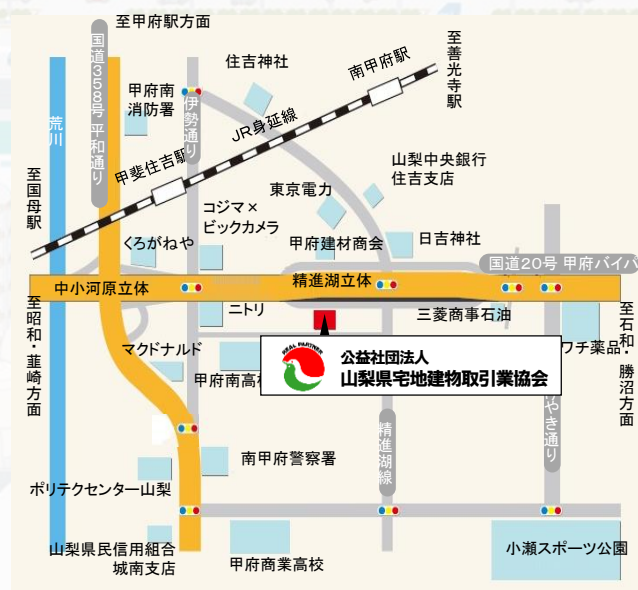 至甲府駅方面
国道358号 平和通り
荒川
甲府南
消防署
伊勢通り
住吉神社
JR身延線
南甲府駅
至善光寺駅
甲斐住吉駅
至国母駅
山梨中央銀行
住吉支店
東京電力
コジマ×
ビックカメラ
くろがねや
甲府建材商会
日吉神社
国道20号 甲府バイパ
中小河原立体
精進湖立体
至昭和・韮崎方面
ニトリ
三菱商事石油
ワチ薬品
至石和・勝沼方面
マクドナルド
甲府南高校
REAL PARTNER
公益社団法人
山梨県宅地建物取引業協会
やき通り
精進湖線
南甲府警察署
ポリテクセンター山梨
山梨県民信用組合
城南支店
甲府商業高校
小瀬スポーツ公園